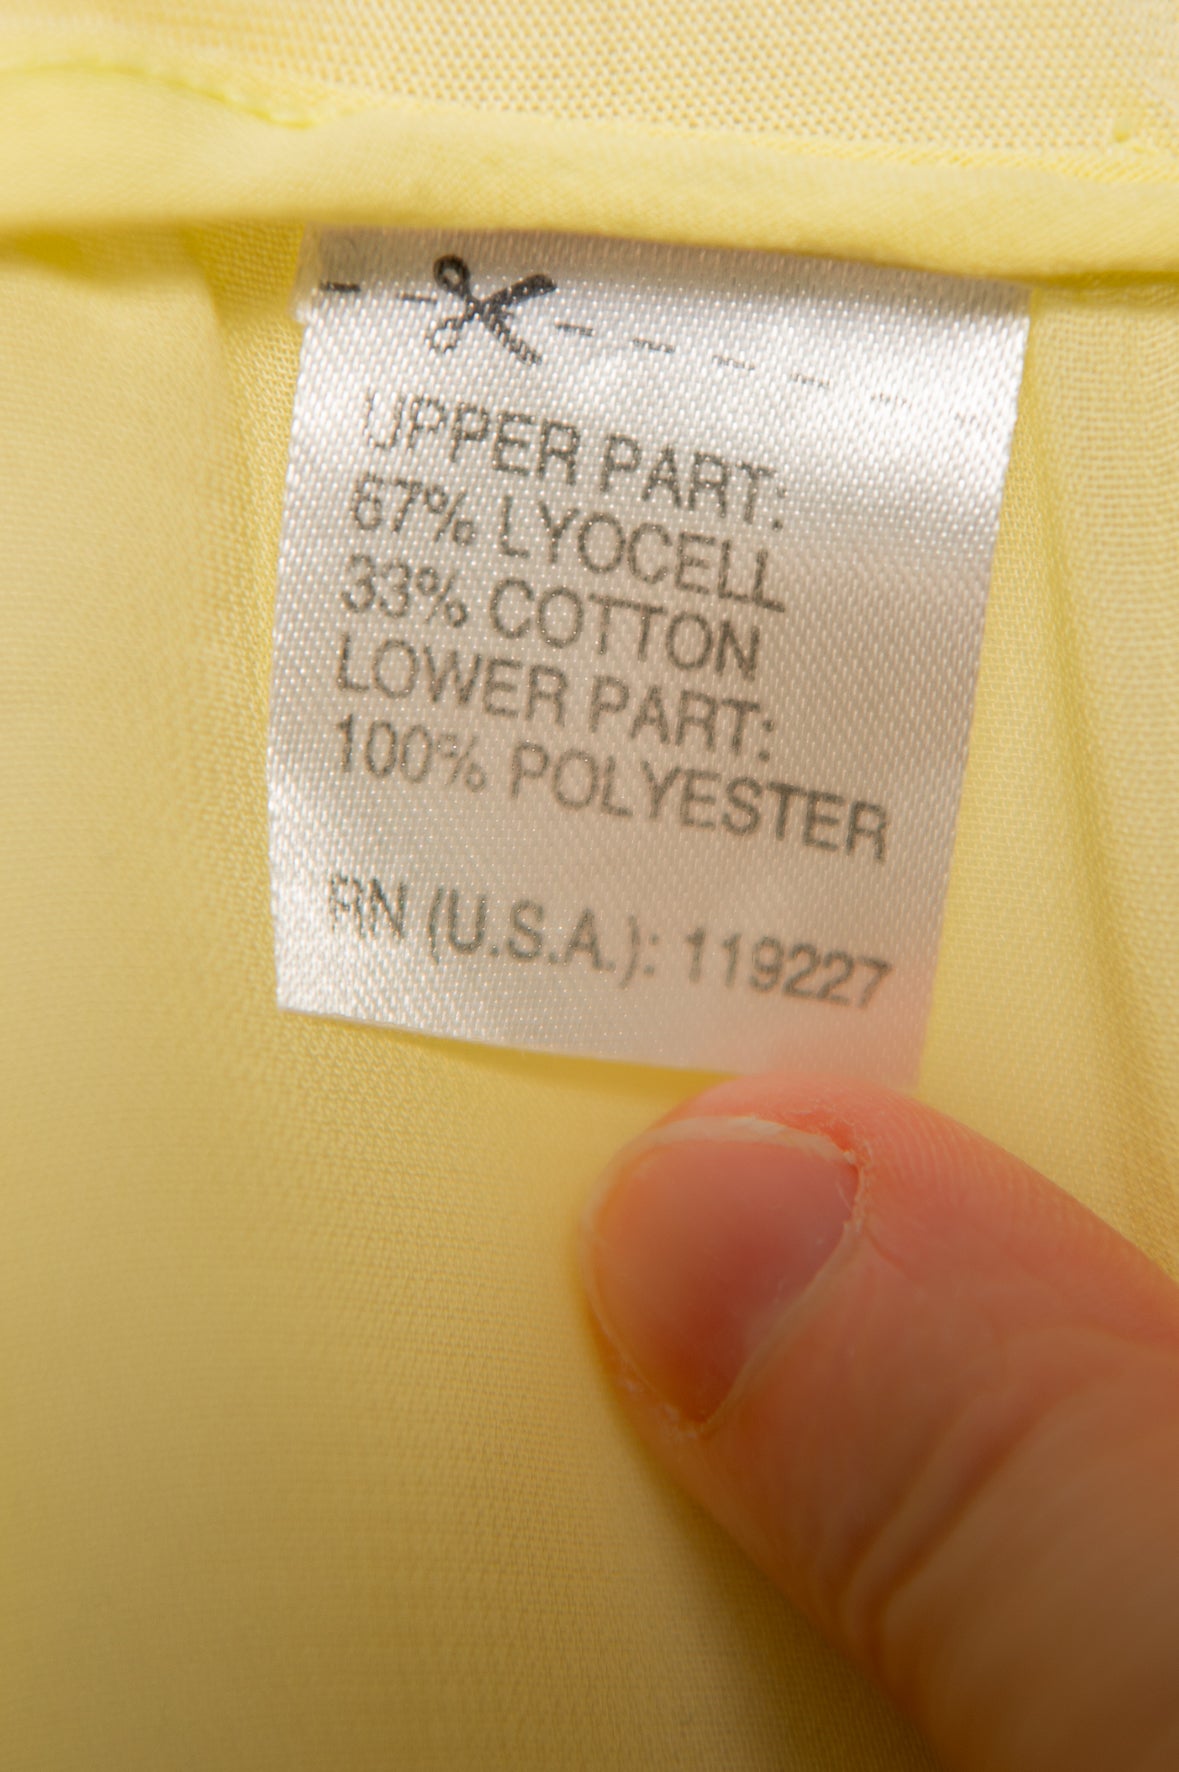 UPPER PART:
67% LYOCELL
33% COTTON
LOWER PART:
100% POLYESTER
RN (U.S.A.): 119227